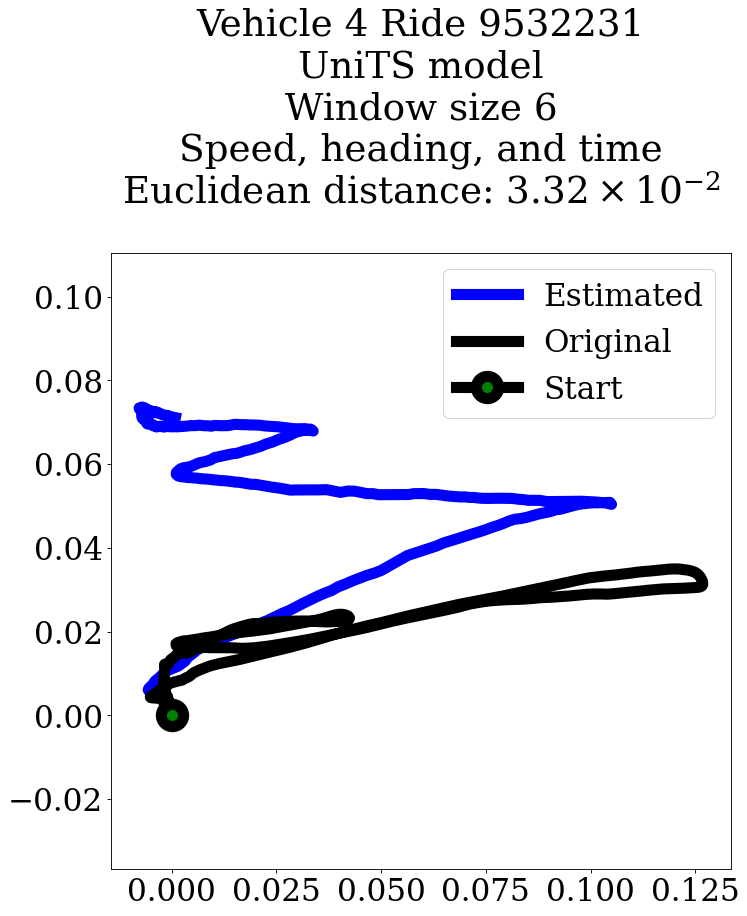 Vehicle 4 Ride 9532231
UniTS model
Window size 6
Speed, heading, and time
Euclidean distance: 3.32 × 10⁻²
Estimated
Original
Start
0.10
0.08
0.06
0.04
0.02
0.00
−0.02
0.000 0.025 0.050 0.075 0.100 0.125